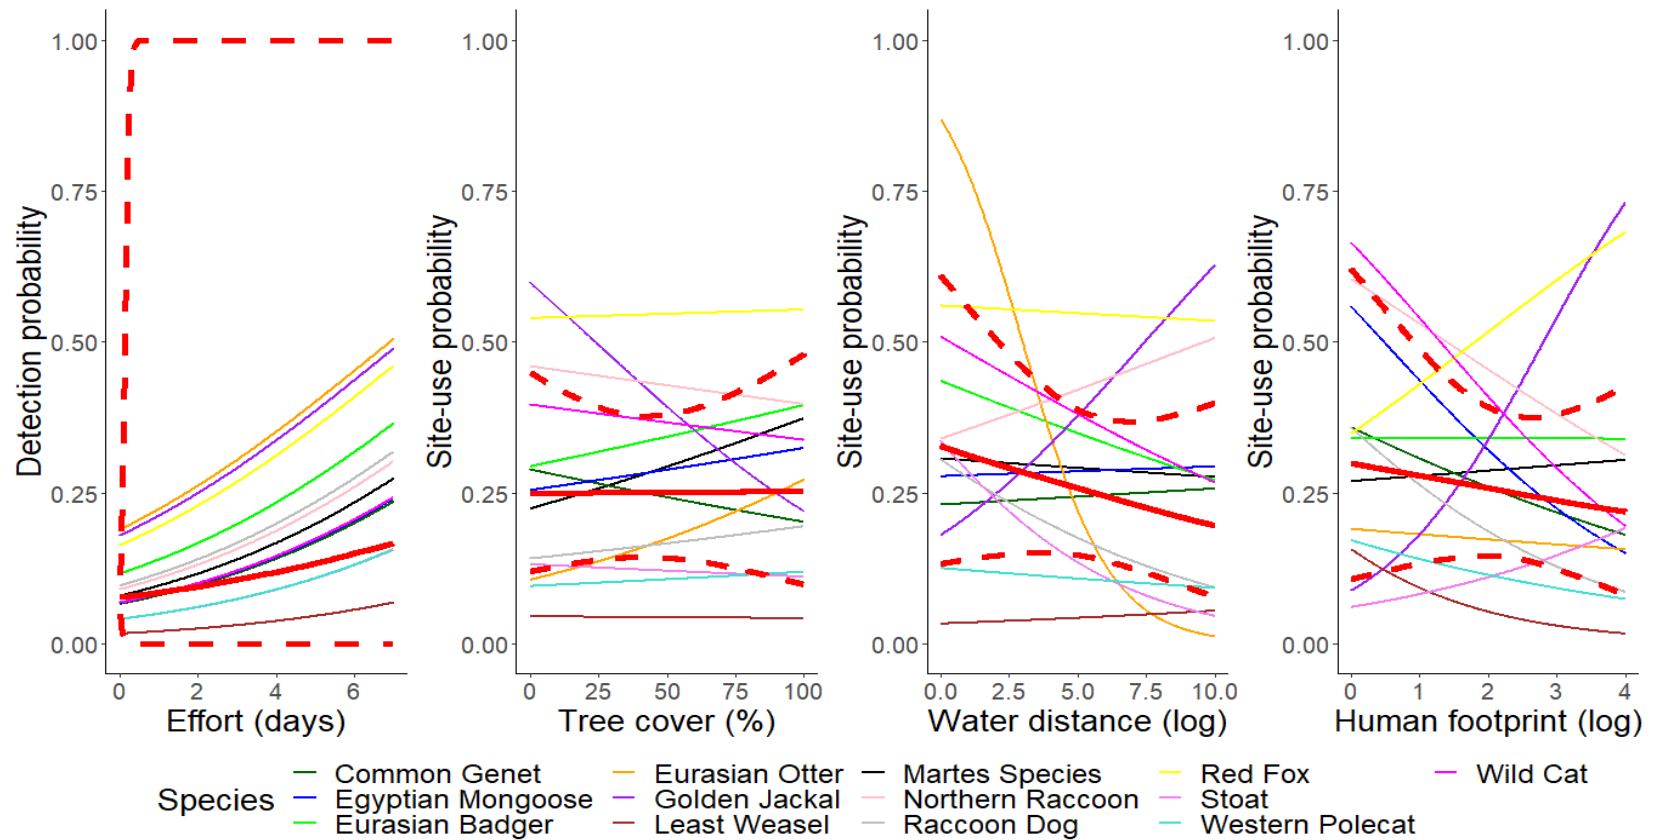 Detection probability
1.00
0.75
0.50
0.25
0.00
0 2 4 6
Effort (days)
Site-use probability
1.00
0.75
0.50
0.25
0.00
0 25 50 75 100
Tree cover (%)
Site-use probability
1.00
0.75
0.50
0.25
0.00
0.0 2.5 5.0 7.5 10.0
Water distance (log)
Site-use probability
1.00
0.75
0.50
0.25
0.00
0 1 2 3 4
Human footprint (log)
Species
Common Genet
Egyptian Mongoose
Eurasian Badger
Eurasian Otter
Golden Jackal
Least Weasel
Martes Species
Northern Raccoon
Raccoon Dog
Red Fox
Stoat
Western Polecat
Wild Cat